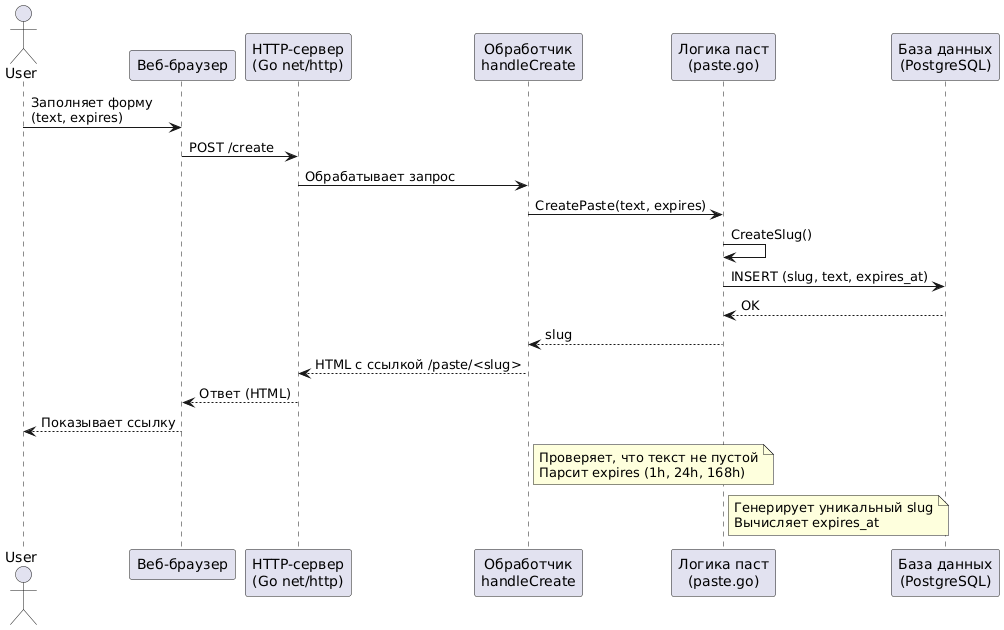 User
Веб-браузер
HTTP-сервер
(Go net/http)
Обработчик
handleCreate
Логика паст
(paste.go)
База данных
(PostgreSQL)
Заполняет форму
(text, expires)
POST /create
Обрабатывает запрос
CreatePaste(text, expires)
CreateSlug()
INSERT (slug, text, expires_at)
OK
slug
HTML с ссылкой /paste/<slug>
Ответ (HTML)
Показывает ссылку
Проверяет, что текст не пустой
Парсит expires (1h, 24h, 168h)
Генерирует уникальный slug
Вычисляет expires_at
User
Веб-браузер
HTTP-сервер
(Go net/http)
Обработчик
handleCreate
Логика паст
(paste.go)
База данных
(PostgreSQL)